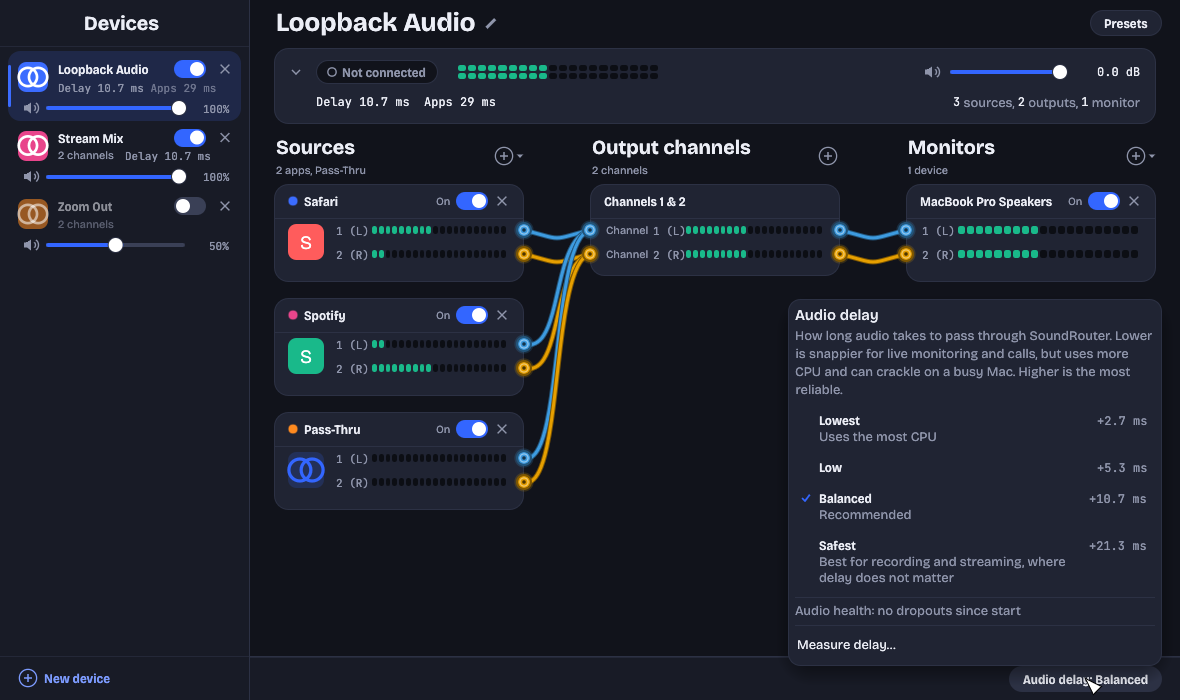 Devices
Loopback Audio
Delay 10.7 ms Apps 29 ms
100%
Stream Mix
2 channels Delay 10.7 ms
100%
Zoom Out
2 channels
50%
New device
Loopback Audio
Presets
Not connected
0.0 dB
Delay 10.7 ms Apps 29 ms
3 sources, 2 outputs, 1 monitor
Sources
2 apps, Pass-Thru
Safari On
S
1 (L)
2 (R)
Spotify On
S
1 (L)
2 (R)
Pass-Thru On
1 (L)
2 (R)
Output channels
2 channels
Channels 1 & 2
Channel 1 (L)
Channel 2 (R)
Monitors
1 device
MacBook Pro Speakers On
1 (L)
2 (R)
Audio delay
How long audio takes to pass through SoundRouter. Lower
is snappier for live monitoring and calls, but uses more
CPU and can crackle on a busy Mac. Higher is the most
reliable.
Lowest +2.7 ms
Uses the most CPU
Low +5.3 ms
Balanced +10.7 ms
Recommended
Safest +21.3 ms
Best for recording and streaming, where
delay does not matter
Audio health: no dropouts since start
Measure delay...
Audio delay: Balanced